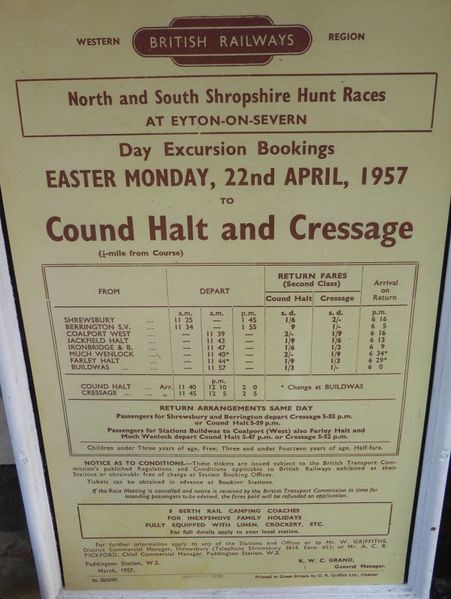 WESTERN BRITISH RAILWAYS REGION
North and South Shropshire Hunt Races
AT EYTON-ON-SEVERN
Day Excursion Bookings
EASTER MONDAY, 22nd APRIL, 1957
TO
Cound Halt and Cressage
(½-mile from Course)
FROM DEPART RETURN FARES (Second Class) Arrival on Return
Cound Halt Cressage
a.m. a.m. p.m. s. d. s. d. p.m.
SHREWSBURY ... 11 25 — 1 45 1/6 2/- 6 16
BERRINGTON S.V. ... 11 34 — 1 55 9 1/- 6 5
COALPORT WEST ... — 11 39 — 2/- 1/9 6 16
JACKFIELD HALT ... — 11 43 — 1/9 1/6 6 13
IRONBRIDGE & B. ... — 11 47 — 1/6 1/3 6 9
MUCH WENLOCK ... — 11 40* — 2/- 1/9 6 34*
FARLEY HALT ... — 11 44* — 1/9 1/3 6 29*
BUILDWAS ... — 11 57 — 1/3 1/- 6 0
p.m.
COUND HALT ... Arr. 11 40 12 10 2 0 * Change at BUILDWAS
CRESSAGE ... „ 11 45 12 5 2 5
RETURN ARRANGEMENTS SAME DAY
Passengers for Shrewsbury and Berrington depart Cressage 5-55 p.m.
or Cound Halt 5-59 p.m.
Passengers for Stations Buildwas to Coalport (West) also Farley Halt and
Much Wenlock depart Cound Halt 5-47 p.m. or Cressage 5-52 p.m.
Children under Three years of age, Free; Three and under Fourteen years of age, Half-fare.
NOTICE AS TO CONDITIONS.—These tickets are issued subject to the British Transport Com-
mission's published Regulations and Conditions applicable to British Railways exhibited at their
Stations or obtainable free of charge at Station Booking Offices.
Tickets can be obtained in advance at Booking Stations.
If the Race Meeting is cancelled and notice is received by the British Transport Commission in time for
intending passengers to be advised, the fares paid will be refunded on application.
8 BERTH RAIL CAMPING COACHES
FOR INEXPENSIVE FAMILY HOLIDAYS
FULLY EQUIPPED WITH LINEN, CROCKERY, ETC.
For full details apply to your local station.
For further information apply to any of the Stations and Offices or to Mr. W. GRIFFITHS,
District Commercial Manager, Shrewsbury (Telephone Shrewsbury 3614. Extn. 65); or Mr. A. C. B.
PICKFORD, Chief Commercial Manager, Paddington Station, W.2.
Paddington Station, W.2. K. W. C. GRAND,
March, 1957. General Manager.
Printed in Great Britain by G. R. Griffith Ltd., Chester